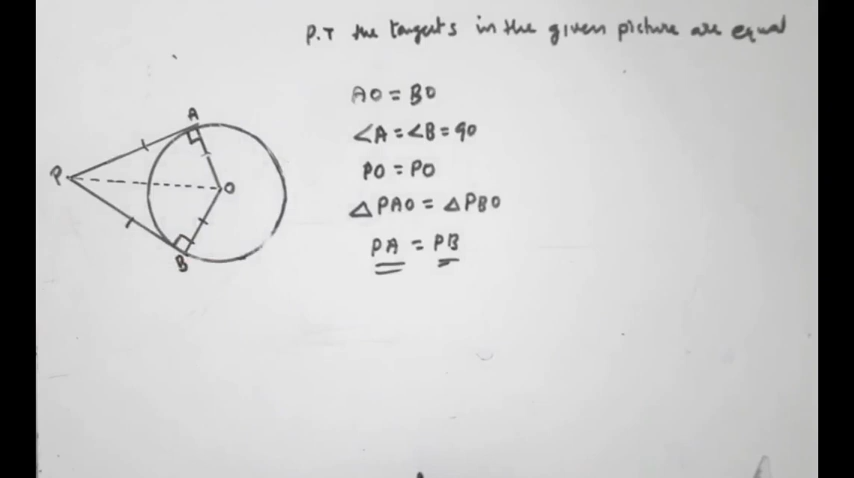 P.T the tangents in the given picture are equal
AO = BO
∠A = ∠B = 90
PO = PO
△PAO = △PBO
PA = PB
A
P
O
B